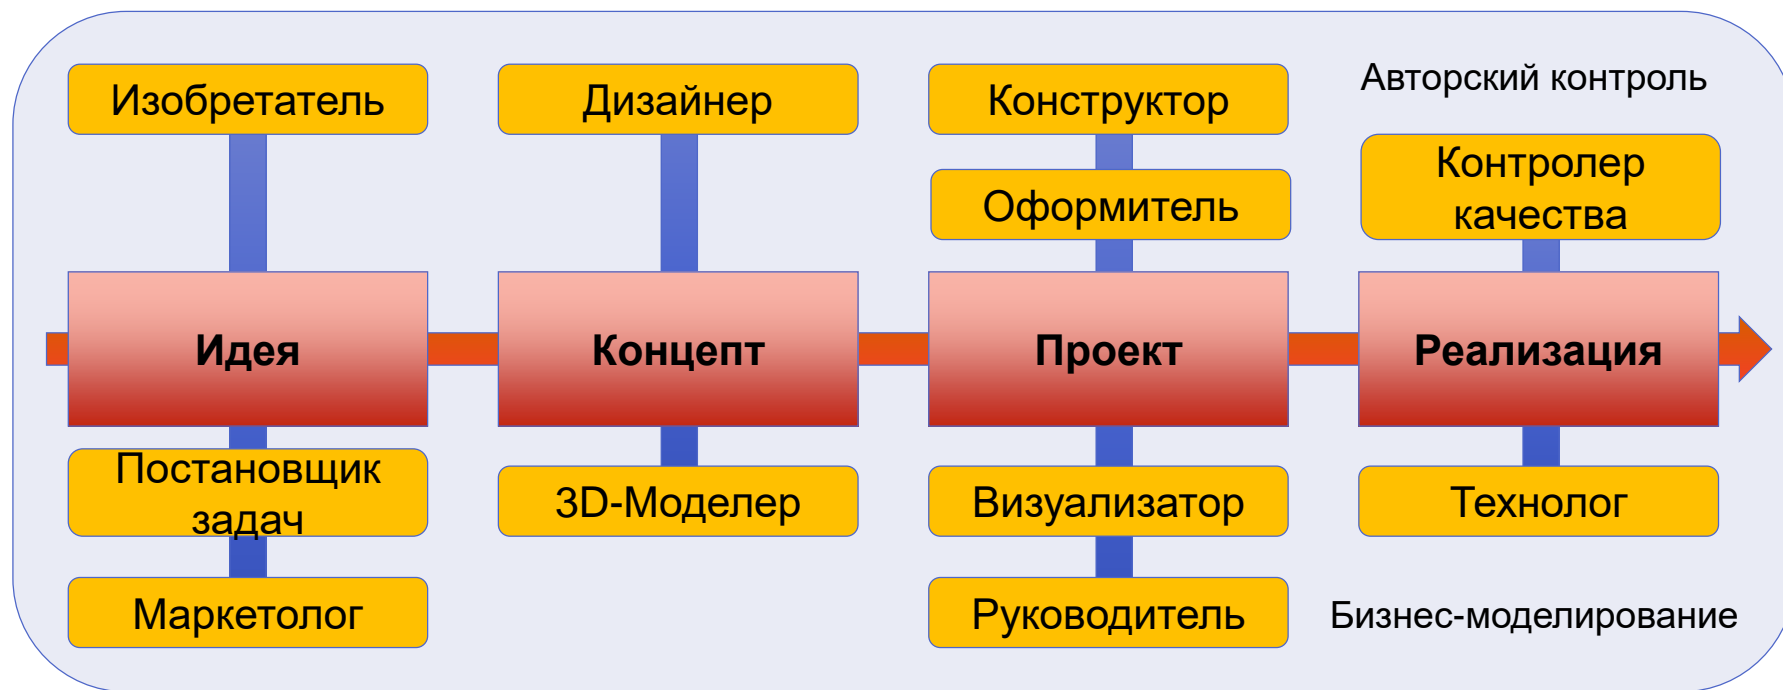 Изобретатель
Дизайнер
Конструктор
Авторский контроль
Оформитель
Контролер
качества
Идея
Концепт
Проект
Реализация
Постановщик
задач
3D-Моделер
Визуализатор
Технолог
Маркетолог
Руководитель
Бизнес-моделирование